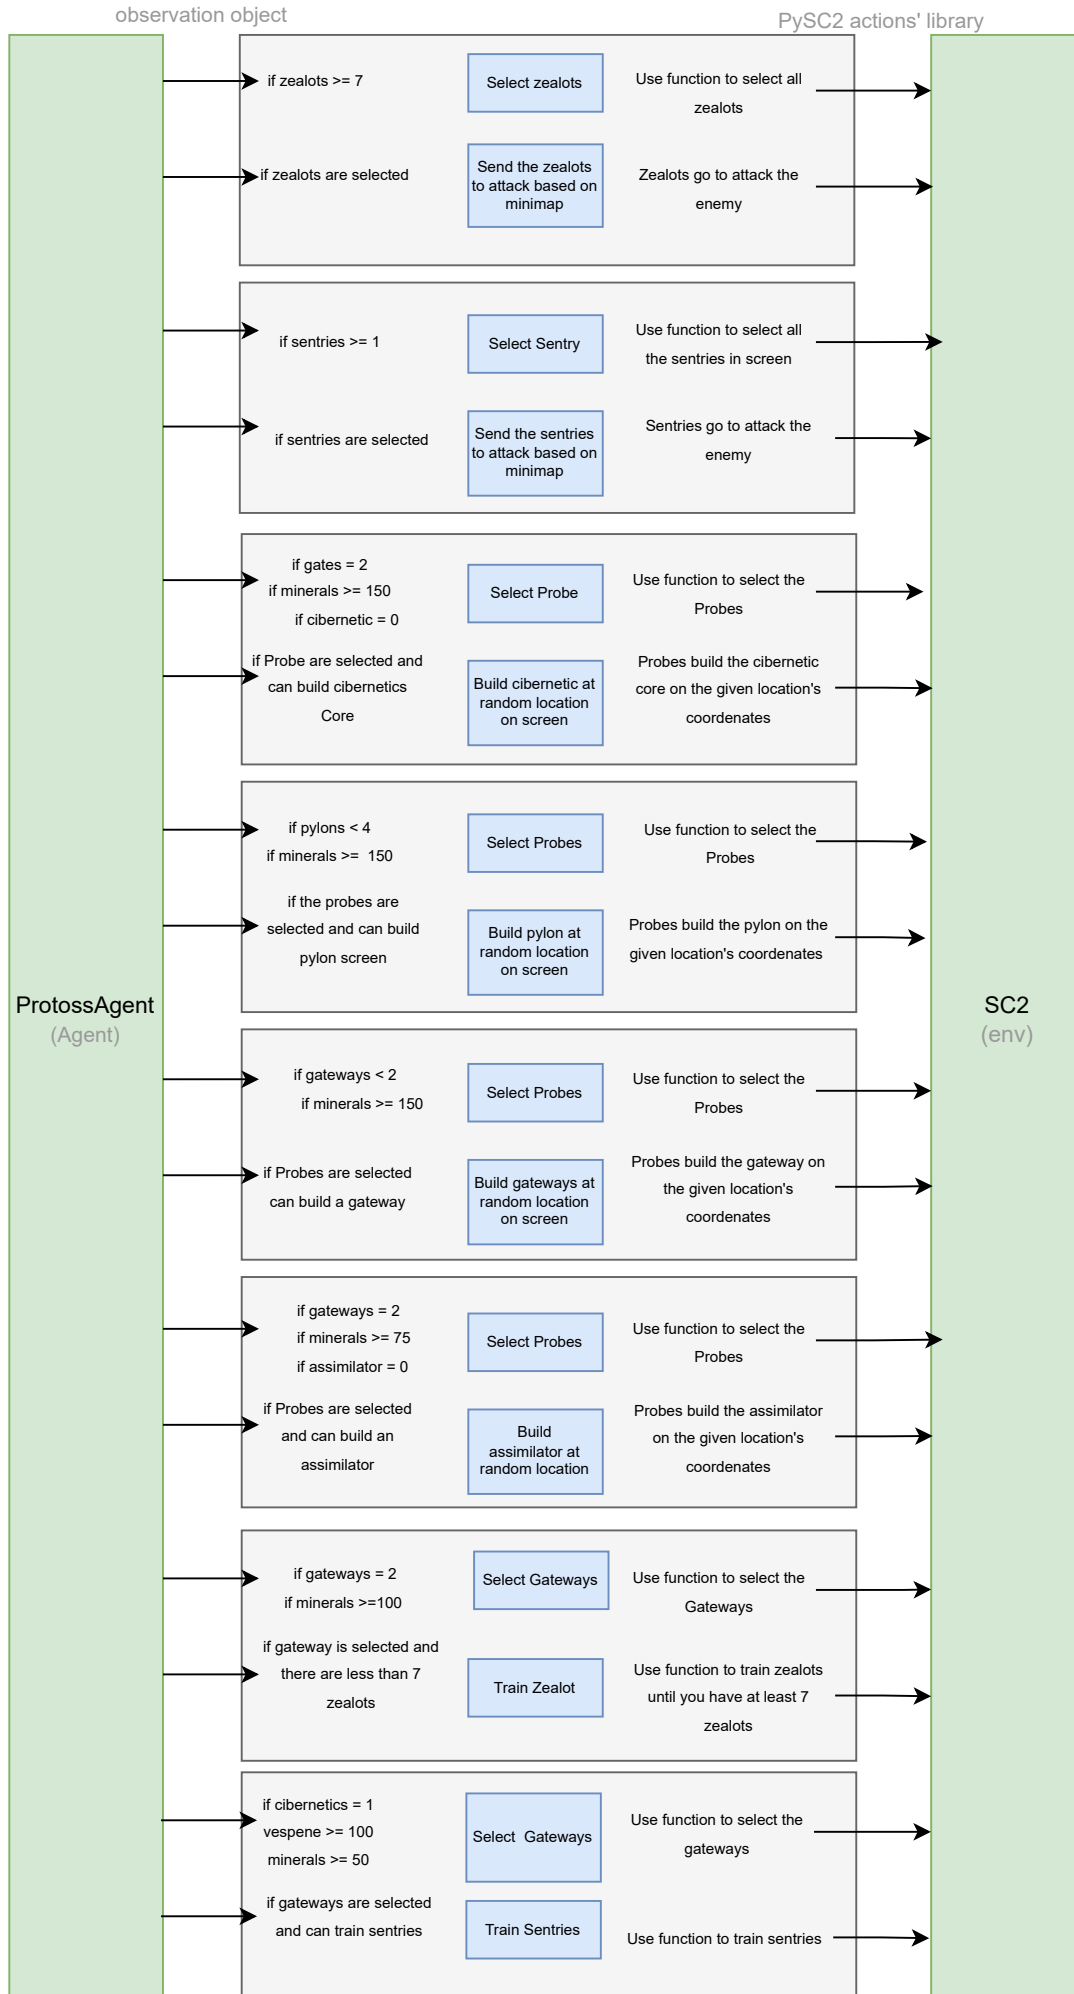 observation object
PySC2 actions' library
ProtossAgent
(Agent)
SC2
(env)
if zealots >= 7
Select zealots
Use function to select all
zealots
if zealots are selected
Send the zealots
to attack based on
minimap
Zealots go to attack the
enemy
if sentries >= 1
Select Sentry
Use function to select all
the sentries in screen
if sentries are selected
Send the sentries
to attack based on
minimap
Sentries go to attack the
enemy
if gates = 2
if minerals >= 150
if cibernetic = 0
Select Probe
Use function to select the
Probes
if Probe are selected and
can build cibernetics
Core
Build cibernetic at
random location
on screen
Probes build the cibernetic
core on the given location's
coordenates
if pylons < 4
if minerals >=  150
Select Probes
Use function to select the
Probes
if the probes are
selected and can build
pylon screen
Build pylon at
random location
on screen
Probes build the pylon on the
given location's coordenates
if gateways < 2
if minerals >= 150
Select Probes
Use function to select the
Probes
if Probes are selected
can build a gateway
Build gateways at
random location
on screen
Probes build the gateway on
the given location's
coordenates
if gateways = 2
if minerals >= 75
if assimilator = 0
Select Probes
Use function to select the
Probes
if Probes are selected
and can build an
assimilator
Build
assimilator at
random location
Probes build the assimilator
on the given location's
coordenates
if gateways = 2
if minerals >=100
Select Gateways
Use function to select the
Gateways
if gateway is selected and
there are less than 7
zealots
Train Zealot
Use function to train zealots
until you have at least 7
zealots
if cibernetics = 1
vespene >= 100
minerals >= 50
Select  Gateways
Use function to select the
gateways
if gateways are selected
and can train sentries
Train Sentries
Use function to train sentries